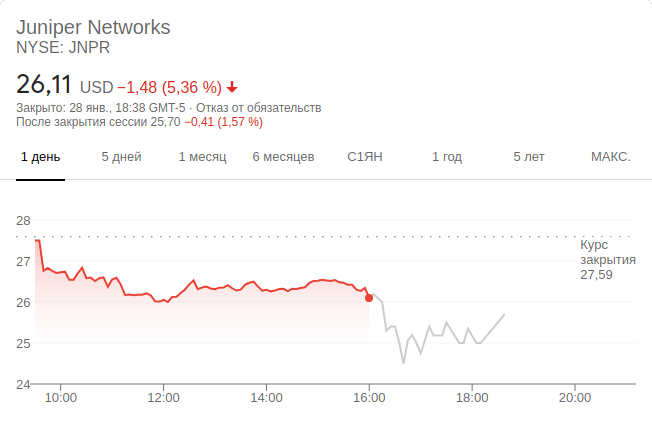 Juniper Networks
NYSE: JNPR
26,11 USD −1,48 (5,36 %)
Закрыто: 28 янв., 18:38 GMT-5 · Отказ от обязательств
После закрытия сессии 25,70 −0,41 (1,57 %)
1 день 5 дней 1 месяц 6 месяцев С1ЯН 1 год 5 лет МАКС.
28
Курс
закрытия
27,59
27
26
25
24
10:00 12:00 14:00 16:00 18:00 20:00